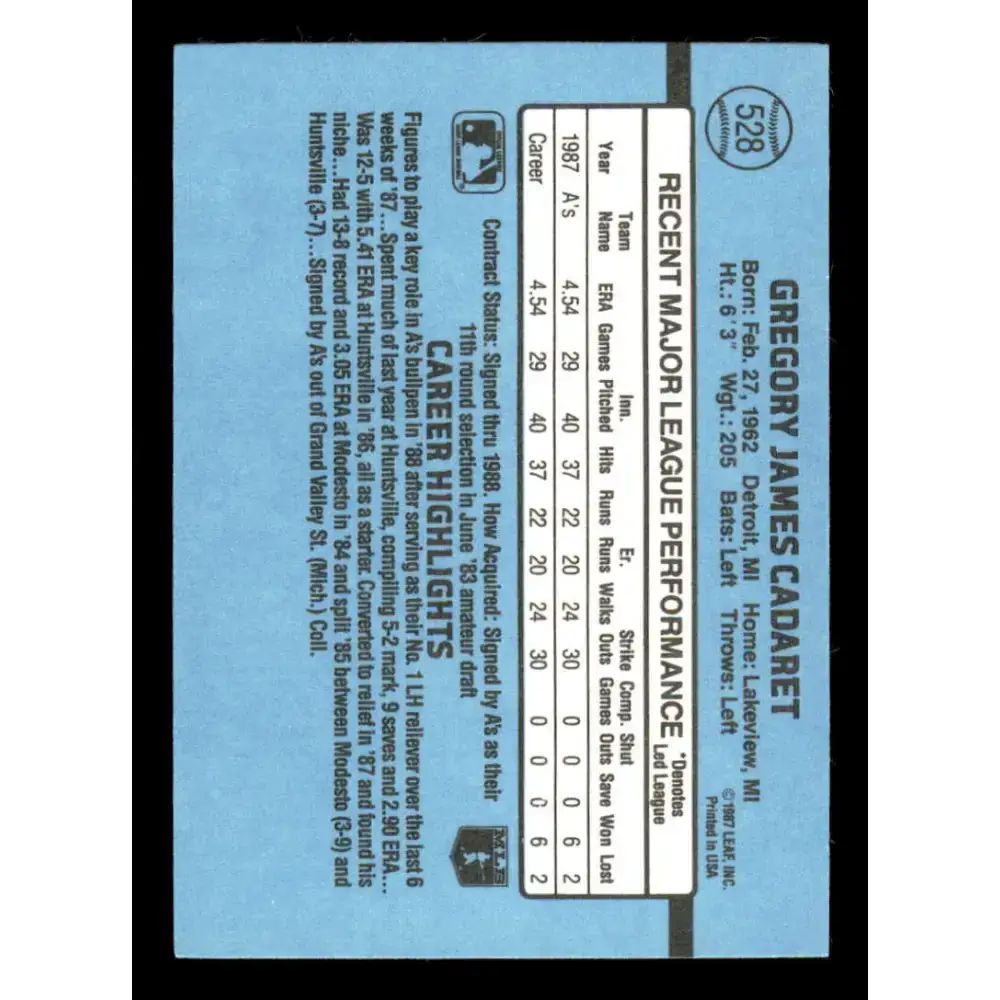 528
GREGORY JAMES CADARET
Born: Feb. 27, 1962 Detroit, MI Home: Lakeview, MI
Ht.: 6'3" Wgt.: 205 Bats: Left Throws: Left
©1987 LEAF, INC.
Printed in USA
RECENT MAJOR LEAGUE PERFORMANCE *Denotes Led League
Team Inn. Er. Strike Comp. Shut
Year Name ERA Games Pitched Hits Runs Runs Walks Outs Games Outs Save Won Lost
1987 A's 4.54 29 40 37 22 20 24 30 0 0 0 6 2
Career 4.54 29 40 37 22 20 24 30 0 0 0 6 2
Contract Status: Signed thru 1988. How Acquired: Signed by A's as their
11th round selection in June '83 amateur draft
MLB
CAREER HIGHLIGHTS
Figures to play a key role in A's bullpen in '88 after serving as their No. 1 LH reliever over the last 6
weeks of '87...Spent much of last year at Huntsville, compiling 5-2 mark, 9 saves and 2.90 ERA...
Was 12-5 with 5.41 ERA at Huntsville in '86, all as a starter. Converted to relief in '87 and found his
niche...Had 13-8 record and 3.05 ERA at Modesto in '84 and split '85 between Modesto (3-9) and
Huntsville (3-7)...Signed by A's out of Grand Valley St. (Mich.) Coll.